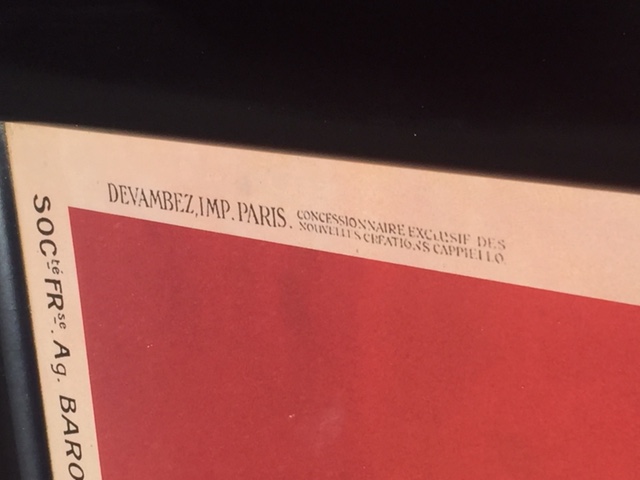 DEVAMBEZ, IMP. PARIS.
CONCESSIONNAIRE EXCLUSIF DES
NOUVELLES CRÉATIONS CAPPIELLO
SOCté FRse. Ag. BARO